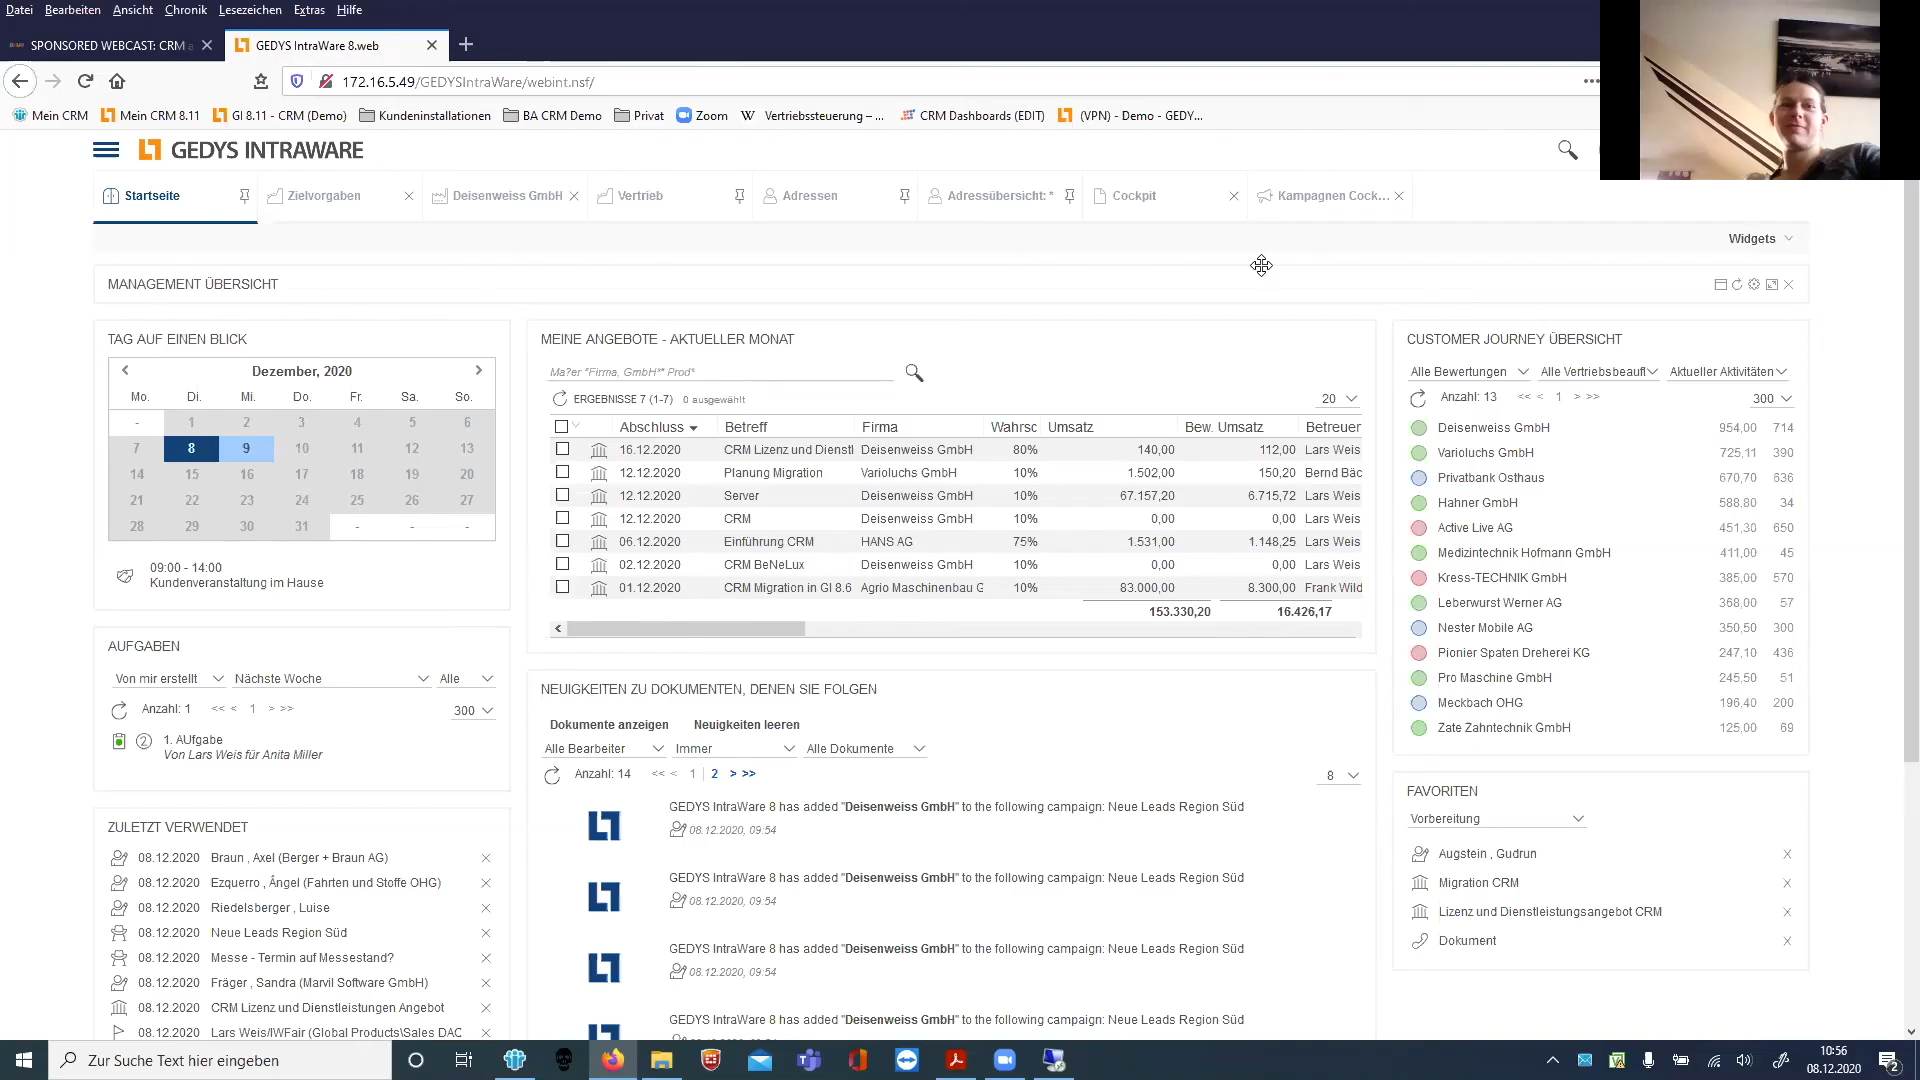 Datei Bearbeiten Ansicht Chronik Lesezeichen Extras Hilfe
SPONSORED WEBCAST: CRM
GEDYS IntraWare 8.web
172.16.5.49/GEDYSIntraWare/webint.nsf/
Mein CRM Mein CRM 8.11 GI 8.11 - CRM (Demo) Kundeninstallationen BA CRM Demo Privat Zoom W Vertriebssteuerung – ... CRM Dashboards (EDIT) (VPN) - Demo - GEDY...
GEDYS INTRAWARE
Startseite Zielvorgaben Deisenweiss GmbH Vertrieb Adressen Adressübersicht: * Cockpit Kampagnen Cock...
Widgets
MANAGEMENT ÜBERSICHT
TAG AUF EINEN BLICK
Dezember, 2020
Mo. Di. Mi. Do. Fr. Sa. So.
- 1 2 3 4 5 6
7 8 9 10 11 12 13
14 15 16 17 18 19 20
21 22 23 24 25 26 27
28 29 30 31 - - -
09:00 - 14:00
Kundenveranstaltung im Hause
AUFGABEN
Von mir erstellt Nächste Woche Alle
Anzahl: 1 << < 1 > >> 300
2 1. AUfgabe
Von Lars Weis für Anita Miller
ZULETZT VERWENDET
08.12.2020 Braun , Axel (Berger + Braun AG)
08.12.2020 Ezquerro , Ângel (Fahrten und Stoffe OHG)
08.12.2020 Riedelsberger , Luise
08.12.2020 Neue Leads Region Süd
08.12.2020 Messe - Termin auf Messestand?
08.12.2020 Fräger , Sandra (Marvil Software GmbH)
08.12.2020 CRM Lizenz und Dienstleistungen Angebot
08.12.2020 Lars Weis/IWFair (Global Products\Sales DAC
MEINE ANGEBOTE - AKTUELLER MONAT
Ma?er *Firma, GmbH** Prod*
ERGEBNISSE 7 (1-7) 0 ausgewählt 20
Abschluss Betreff Firma Wahrsc Umsatz Bew. Umsatz Betreuer
16.12.2020 CRM Lizenz und Dienstl Deisenweiss GmbH 80% 140,00 112,00 Lars Weis
12.12.2020 Planung Migration Varioluchs GmbH 10% 1.502,00 150,20 Bernd Bäc
12.12.2020 Server Deisenweiss GmbH 10% 67.157,20 6.715,72 Lars Weis
12.12.2020 CRM Deisenweiss GmbH 10% 0,00 0,00 Lars Weis
06.12.2020 Einführung CRM HANS AG 75% 1.531,00 1.148,25 Lars Weis
02.12.2020 CRM BeNeLux Deisenweiss GmbH 10% 0,00 0,00 Lars Weis
01.12.2020 CRM Migration in GI 8.6 Agrio Maschinenbau G 10% 83.000,00 8.300,00 Frank Wild
153.330,20 16.426,17
NEUIGKEITEN ZU DOKUMENTEN, DENEN SIE FOLGEN
Dokumente anzeigen Neuigkeiten leeren
Alle Bearbeiter Immer Alle Dokumente
Anzahl: 14 << < 1 | 2 > >> 8
GEDYS IntraWare 8 has added "Deisenweiss GmbH" to the following campaign: Neue Leads Region Süd
08.12.2020, 09:54
GEDYS IntraWare 8 has added "Deisenweiss GmbH" to the following campaign: Neue Leads Region Süd
08.12.2020, 09:54
GEDYS IntraWare 8 has added "Deisenweiss GmbH" to the following campaign: Neue Leads Region Süd
08.12.2020, 09:54
GEDYS IntraWare 8 has added "Deisenweiss GmbH" to the following campaign: Neue Leads Region Süd
CUSTOMER JOURNEY ÜBERSICHT
Alle Bewertungen Alle Vertriebsbeauft Aktueller Aktivitäten
Anzahl: 13 << < 1 > >> 300
Deisenweiss GmbH 954,00 714
Varioluchs GmbH 725,11 390
Privatbank Osthaus 670,70 636
Hahner GmbH 588,80 34
Active Live AG 451,30 650
Medizintechnik Hofmann GmbH 411,00 45
Kress-TECHNIK GmbH 385,00 570
Leberwurst Werner AG 368,00 57
Nester Mobile AG 350,50 300
Pionier Spaten Dreherei KG 247,10 436
Pro Maschine GmbH 245,50 51
Meckbach OHG 196,40 200
Zate Zahntechnik GmbH 125,00 69
FAVORITEN
Vorbereitung
Augstein , Gudrun
Migration CRM
Lizenz und Dienstleistungsangebot CRM
Dokument
Zur Suche Text hier eingeben
10:56
08.12.2020
2